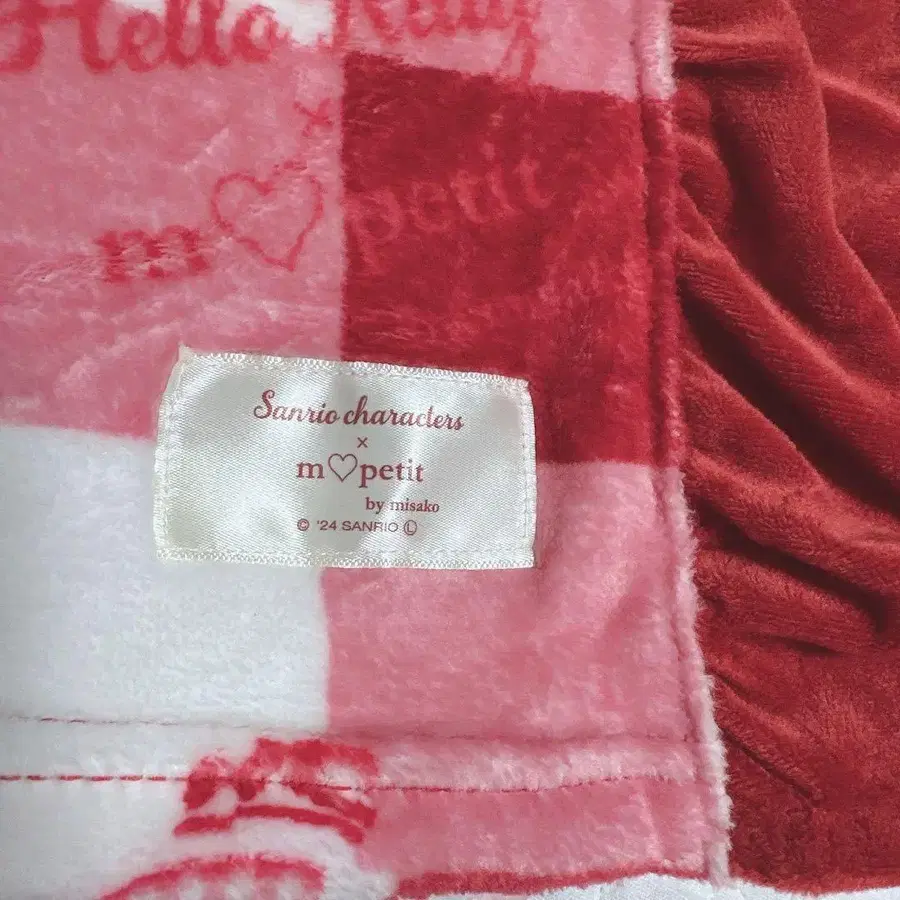 Hello Kitty
×
m♡petit
Sanrio characters
×
m♡petit
by misako
© '24 SANRIO Ⓛ